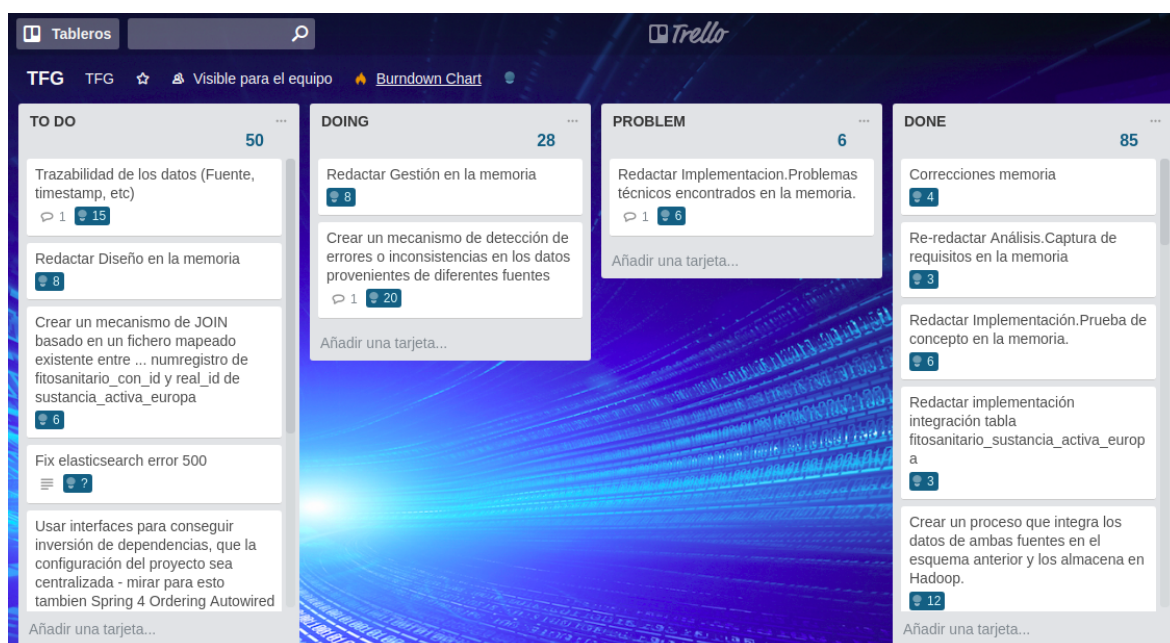 Tableros
Trello
TFG TFG Visible para el equipo Burndown Chart
TO DO
50
Trazabilidad de los datos (Fuente,
timestamp, etc)
1 15
Redactar Diseño en la memoria
8
Crear un mecanismo de JOIN
basado en un fichero mapeado
existente entre ... numregistro de
fitosanitario_con_id y real_id de
sustancia_activa_europa
6
Fix elasticsearch error 500
?
Usar interfaces para conseguir
inversión de dependencias, que la
configuración del proyecto sea
centralizada - mirar para esto
tambien Spring 4 Ordering Autowired
Añadir una tarjeta...
DOING
28
Redactar Gestión en la memoria
8
Crear un mecanismo de detección de
errores o inconsistencias en los datos
provenientes de diferentes fuentes
1 20
Añadir una tarjeta...
PROBLEM
6
Redactar Implementacion.Problemas
técnicos encontrados en la memoria.
1 6
Añadir una tarjeta...
DONE
85
Correcciones memoria
4
Re-redactar Análisis.Captura de
requisitos en la memoria
3
Redactar Implementación.Prueba de
concepto en la memoria.
6
Redactar implementación
integración tabla
fitosanitario_sustancia_activa_europ
a
3
Crear un proceso que integra los
datos de ambas fuentes en el
esquema anterior y los almacena en
Hadoop.
12
Añadir una tarjeta...